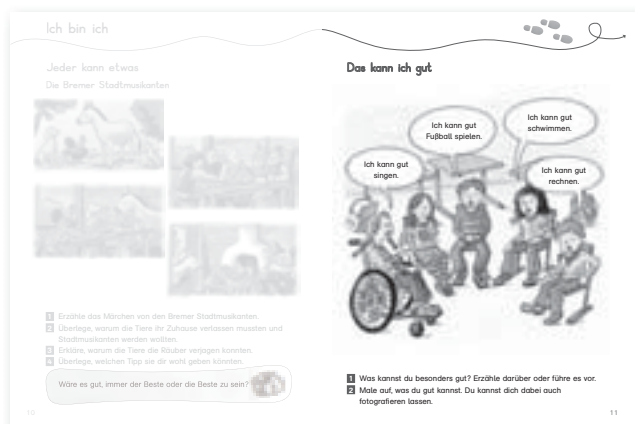 Ich bin ich
Jeder kann etwas
Die Bremer Stadtmusikanten
1 Erzähle das Märchen von den Bremer Stadtmusikanten.
2 Überlege, warum die Tiere ihr Zuhause verlassen mussten und
Stadtmusikanten werden wollten.
3 Erkläre, warum die Tiere die Räuber verjagen konnten.
4 Überlege, welchen Tipp sie dir wohl geben könnten.
Wäre es gut, immer der Beste oder die Beste zu sein?
10
Das kann ich gut
Ich kann gut
singen.
Ich kann gut
Fußball spielen.
Ich kann gut
schwimmen.
Ich kann gut
rechnen.
1 Was kannst du besonders gut? Erzähle darüber oder führe es vor.
2 Male auf, was du gut kannst. Du kannst dich dabei auch
fotografieren lassen.
11